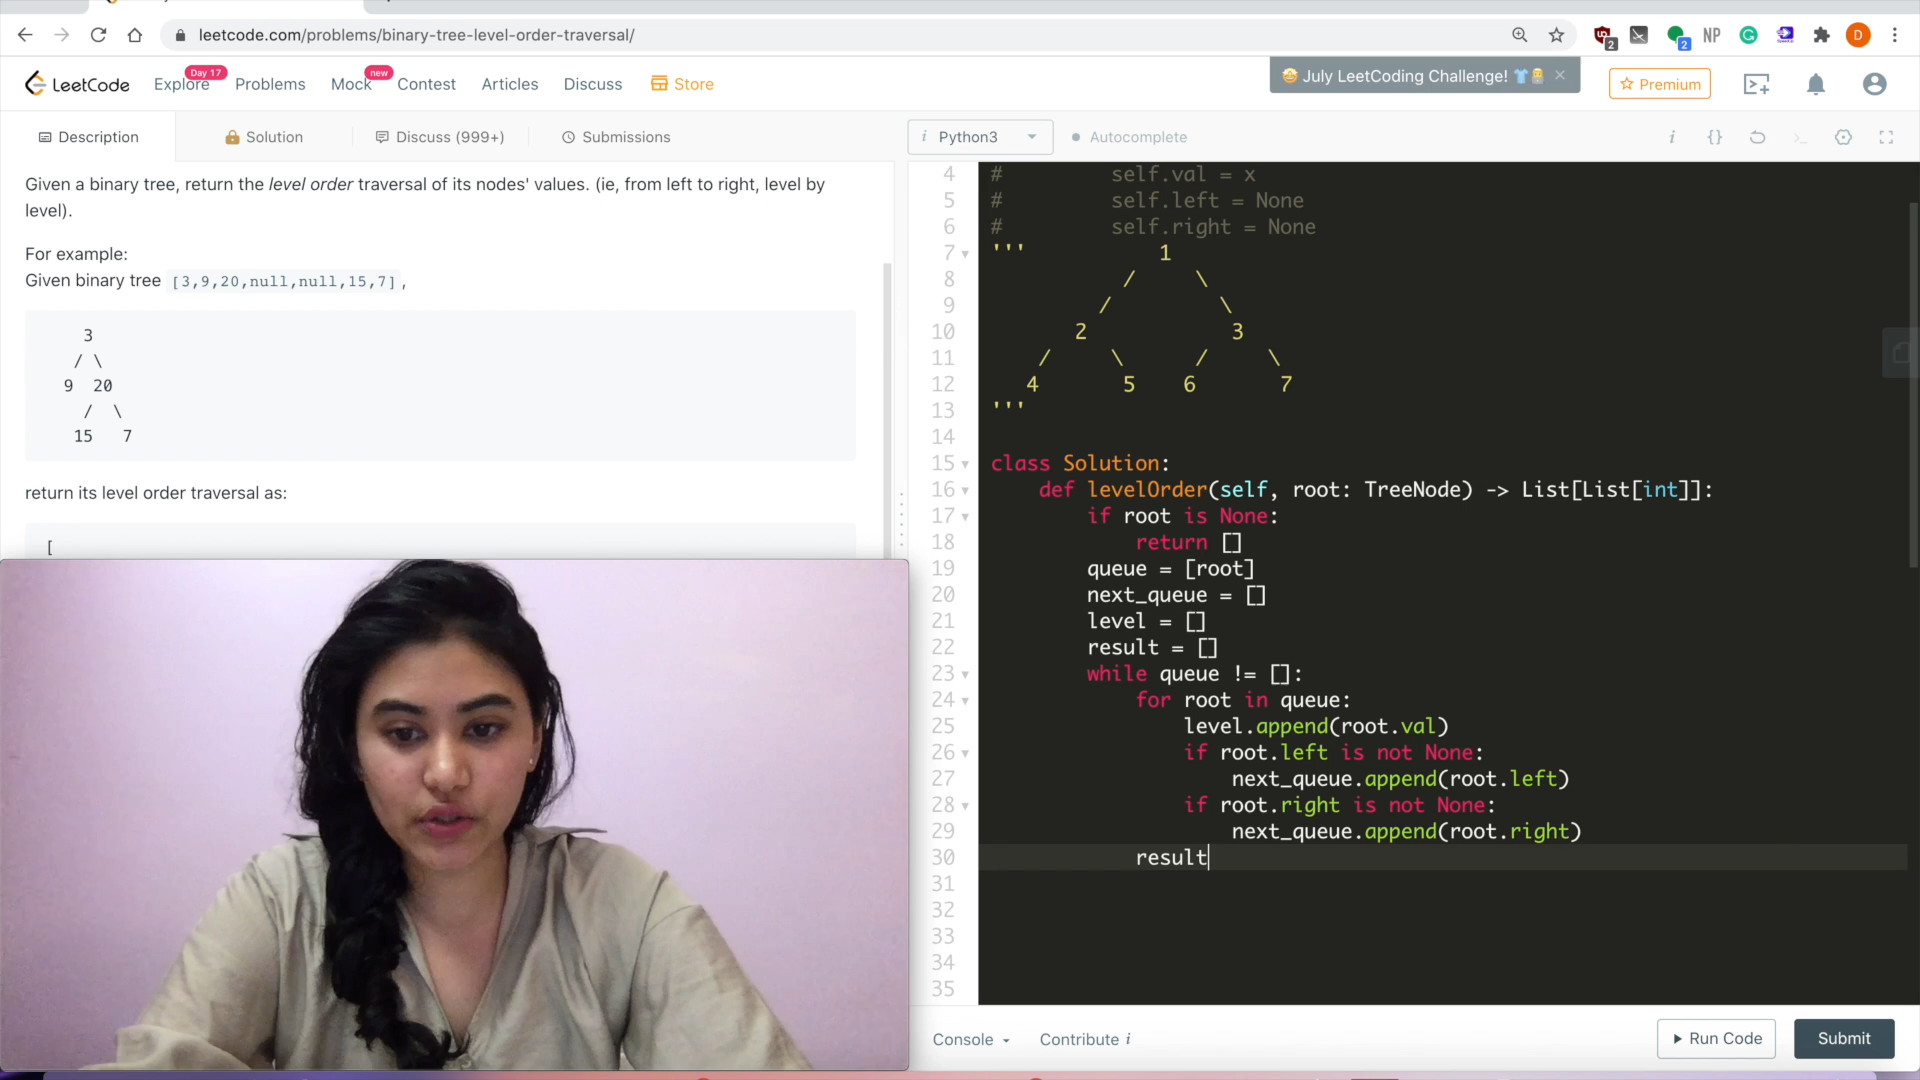 leetcode.com/problems/binary-tree-level-order-traversal/
2
2
NP
D
LeetCode
Explore
Day 17
Problems
Mock
new
Contest
Articles
Discuss
Store
July LeetCoding Challenge!
Premium
Description
Solution
Discuss (999+)
Submissions
i Python3
Autocomplete
i {}
Given a binary tree, return the level order traversal of its nodes' values. (ie, from left to right, level by
level).
For example:
Given binary tree [3,9,20,null,null,15,7],
3
/ \
9 20
/ \
15 7
return its level order traversal as:
[
4 # self.val = x
5 # self.left = None
6 # self.right = None
7 ''' 1
8 / \
9 / \
10 2 3
11 / \ / \
12 4 5 6 7
13 '''
14
15 class Solution:
16 def levelOrder(self, root: TreeNode) -> List[List[int]]:
17 if root is None:
18 return []
19 queue = [root]
20 next_queue = []
21 level = []
22 result = []
23 while queue != []:
24 for root in queue:
25 level.append(root.val)
26 if root.left is not None:
27 next_queue.append(root.left)
28 if root.right is not None:
29 next_queue.append(root.right)
30 result
31
32
33
34
35
Console
Contribute i
Run Code
Submit